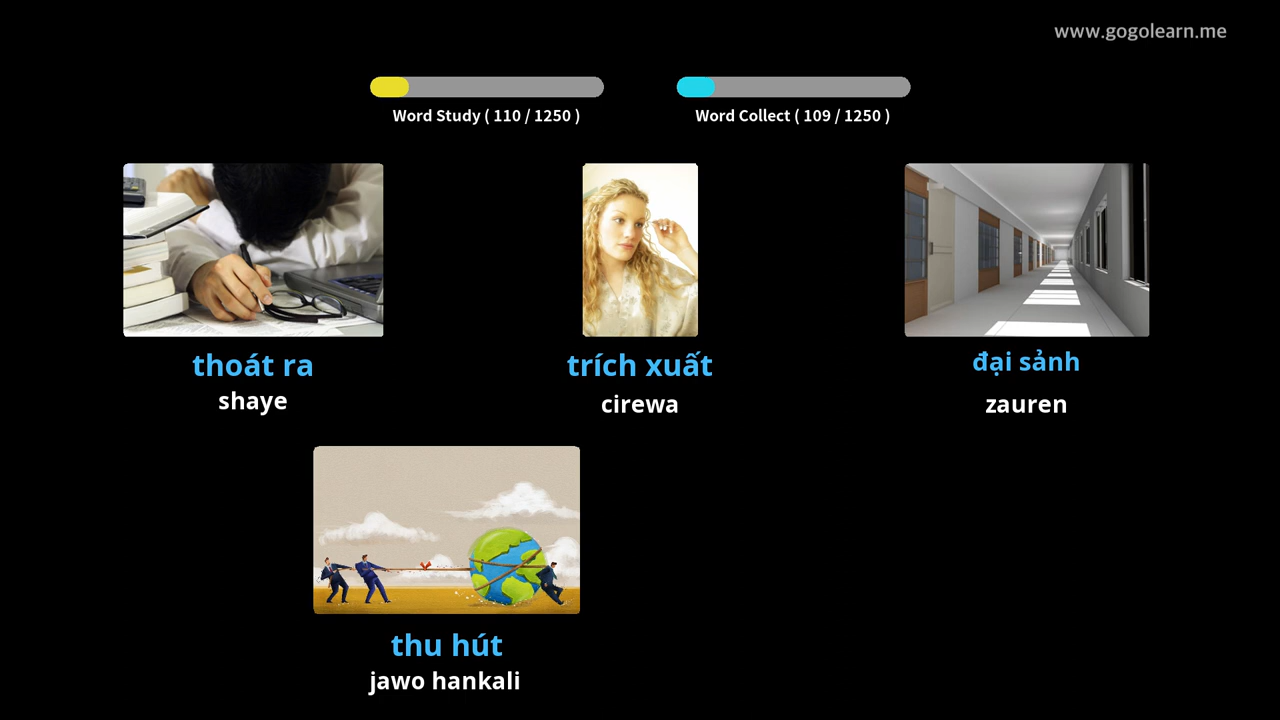 www.gogolearn.me
Word Study ( 110 / 1250 )
Word Collect ( 109 / 1250 )
thoát ra
shaye
trích xuất
cirewa
đại sảnh
zauren
thu hút
jawo hankali